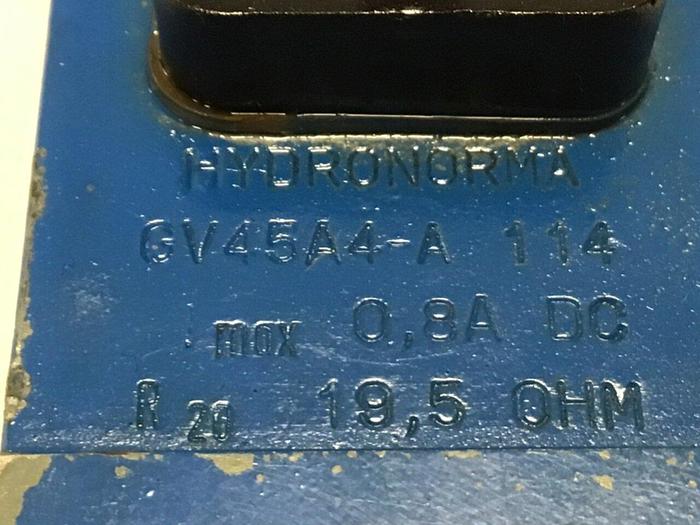 HYDRONORMA
GV45A4-A 114
I max 0,8A DC
R 20 19,5 OHM